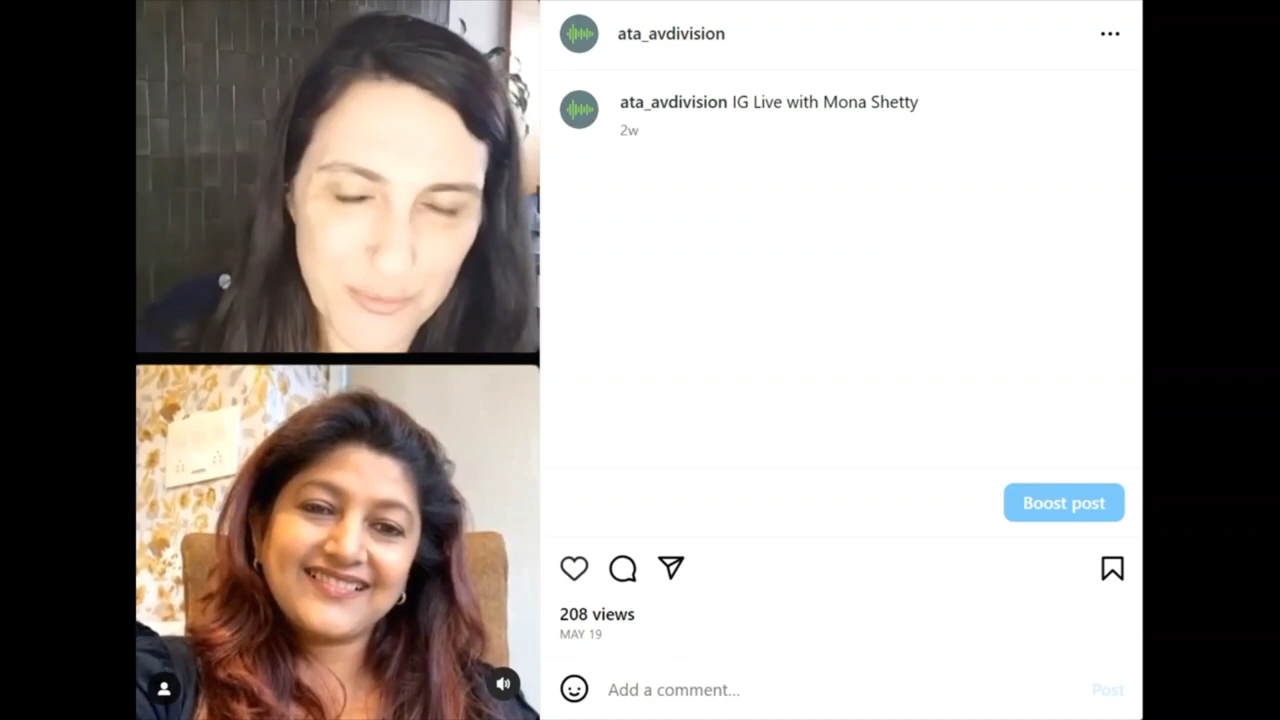 ata_avdivision
ata_avdivision IG Live with Mona Shetty
2w
Boost post
208 views
MAY 19
Add a comment...
Post